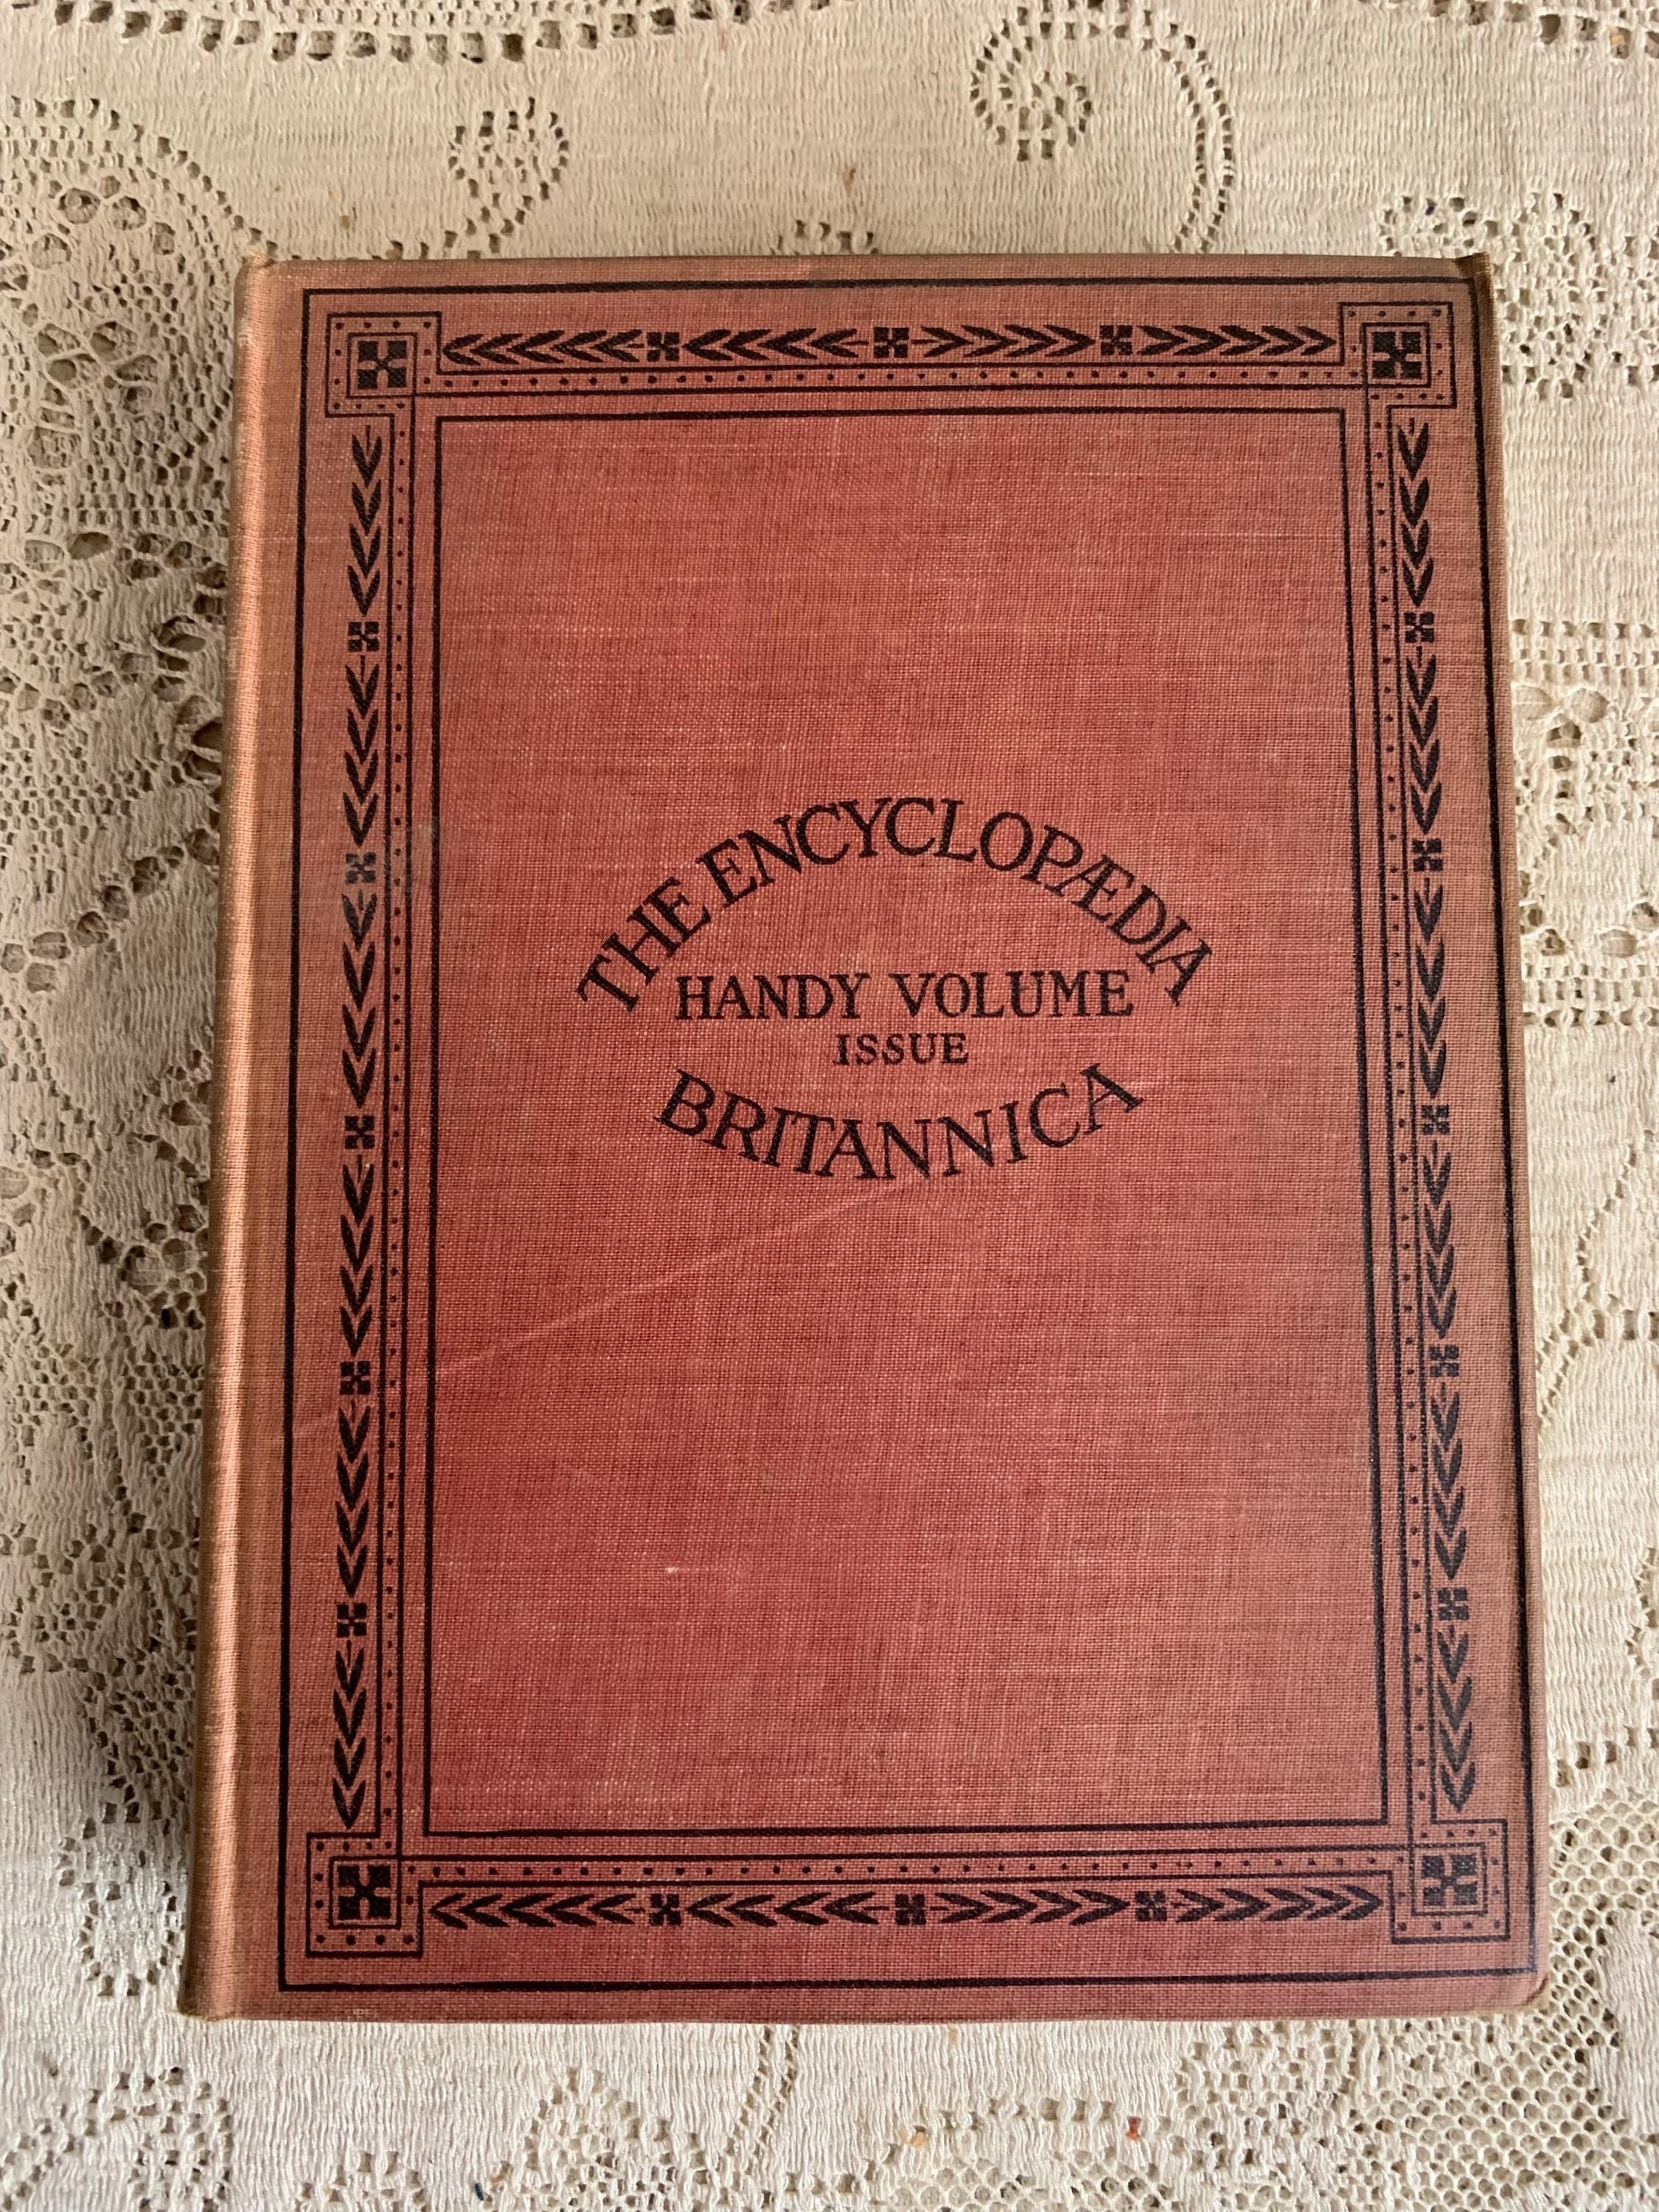 THE ENCYCLOPÆDIA
HANDY VOLUME
ISSUE
BRITANNICA